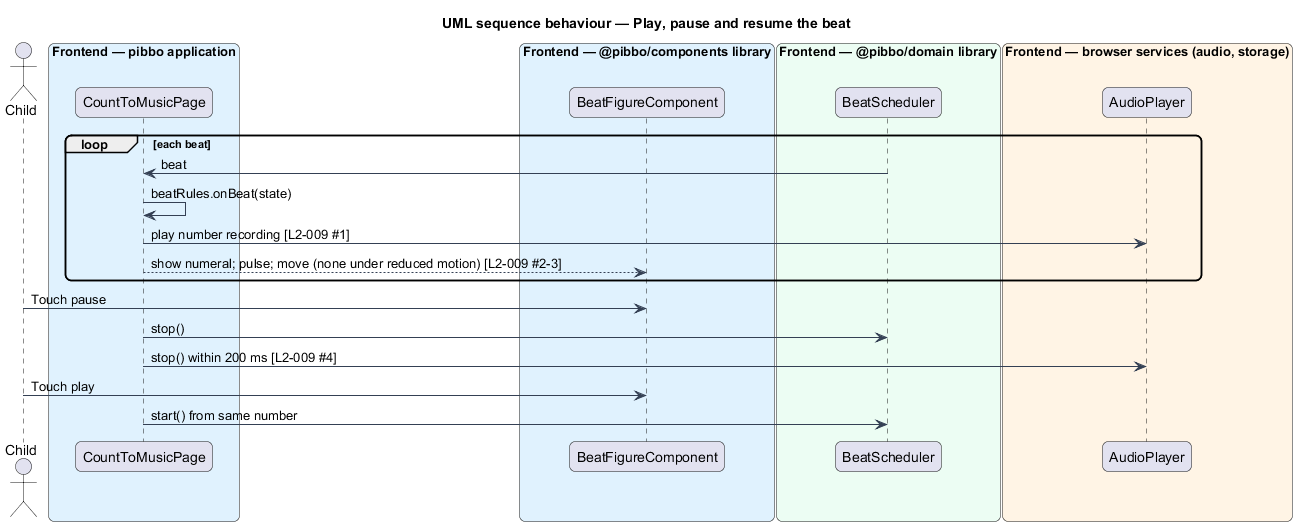 UML sequence behaviour — Play, pause and resume the beat
Frontend — pibbo application
Frontend — @pibbo/components library
Frontend — @pibbo/domain library
Frontend — browser services (audio, storage)
Child
CountToMusicPage
BeatFigureComponent
BeatScheduler
AudioPlayer
loop
[each beat]
beat
beatRules.onBeat(state)
play number recording [L2-009 #1]
show numeral; pulse; move (none under reduced motion) [L2-009 #2-3]
Touch pause
stop()
stop() within 200 ms [L2-009 #4]
Touch play
start() from same number
Child
CountToMusicPage
BeatFigureComponent
BeatScheduler
AudioPlayer